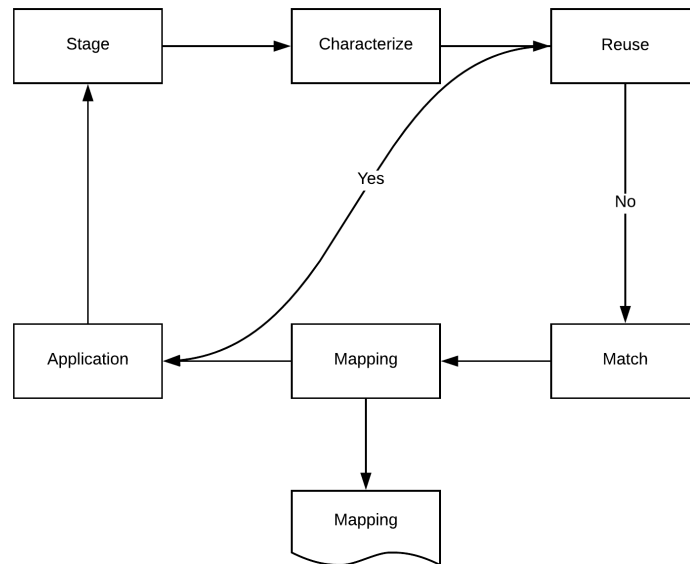 Stage
Characterize
Reuse
Yes
No
Application
Mapping
Match
Mapping